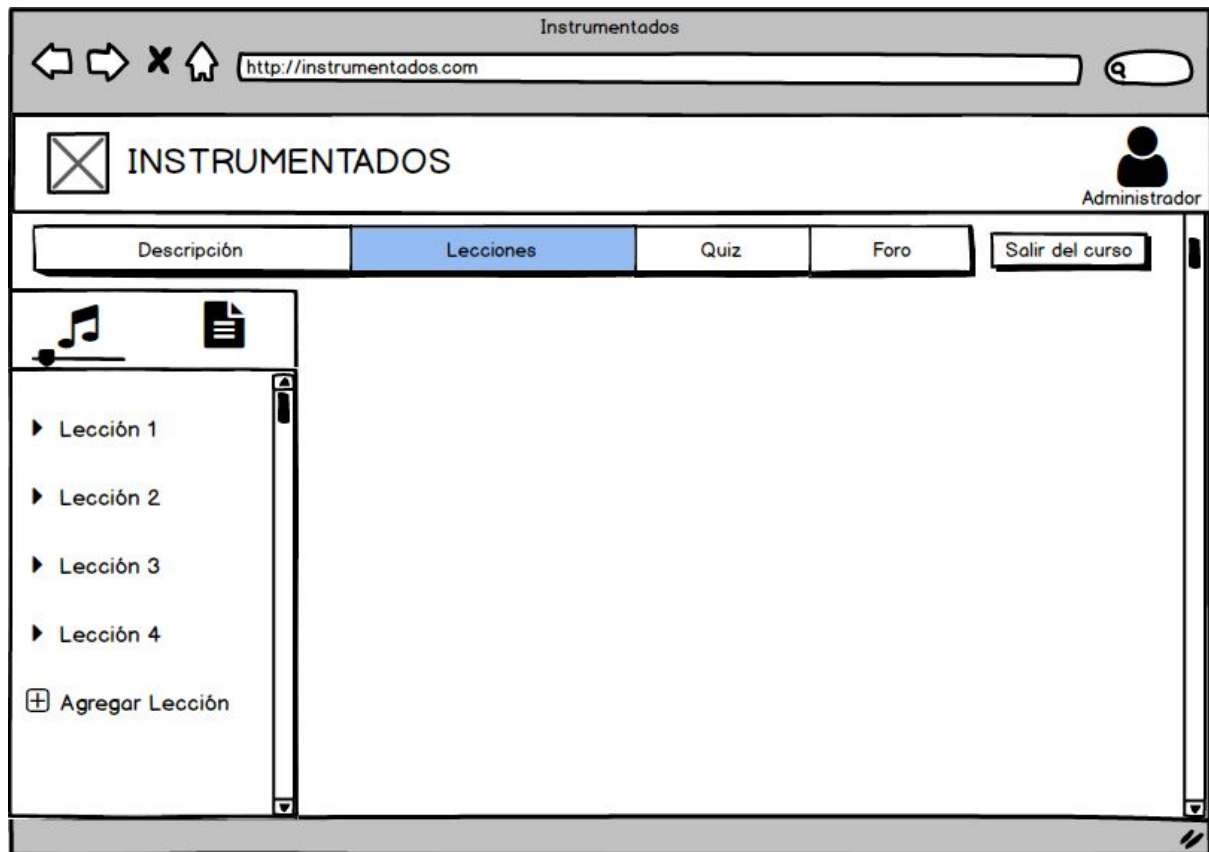 Instrumentados
http://instrumentados.com
INSTRUMENTADOS
Administrador
Descripción
Lecciones
Quiz
Foro
Salir del curso
Lección 1
Lección 2
Lección 3
Lección 4
Agregar Lección